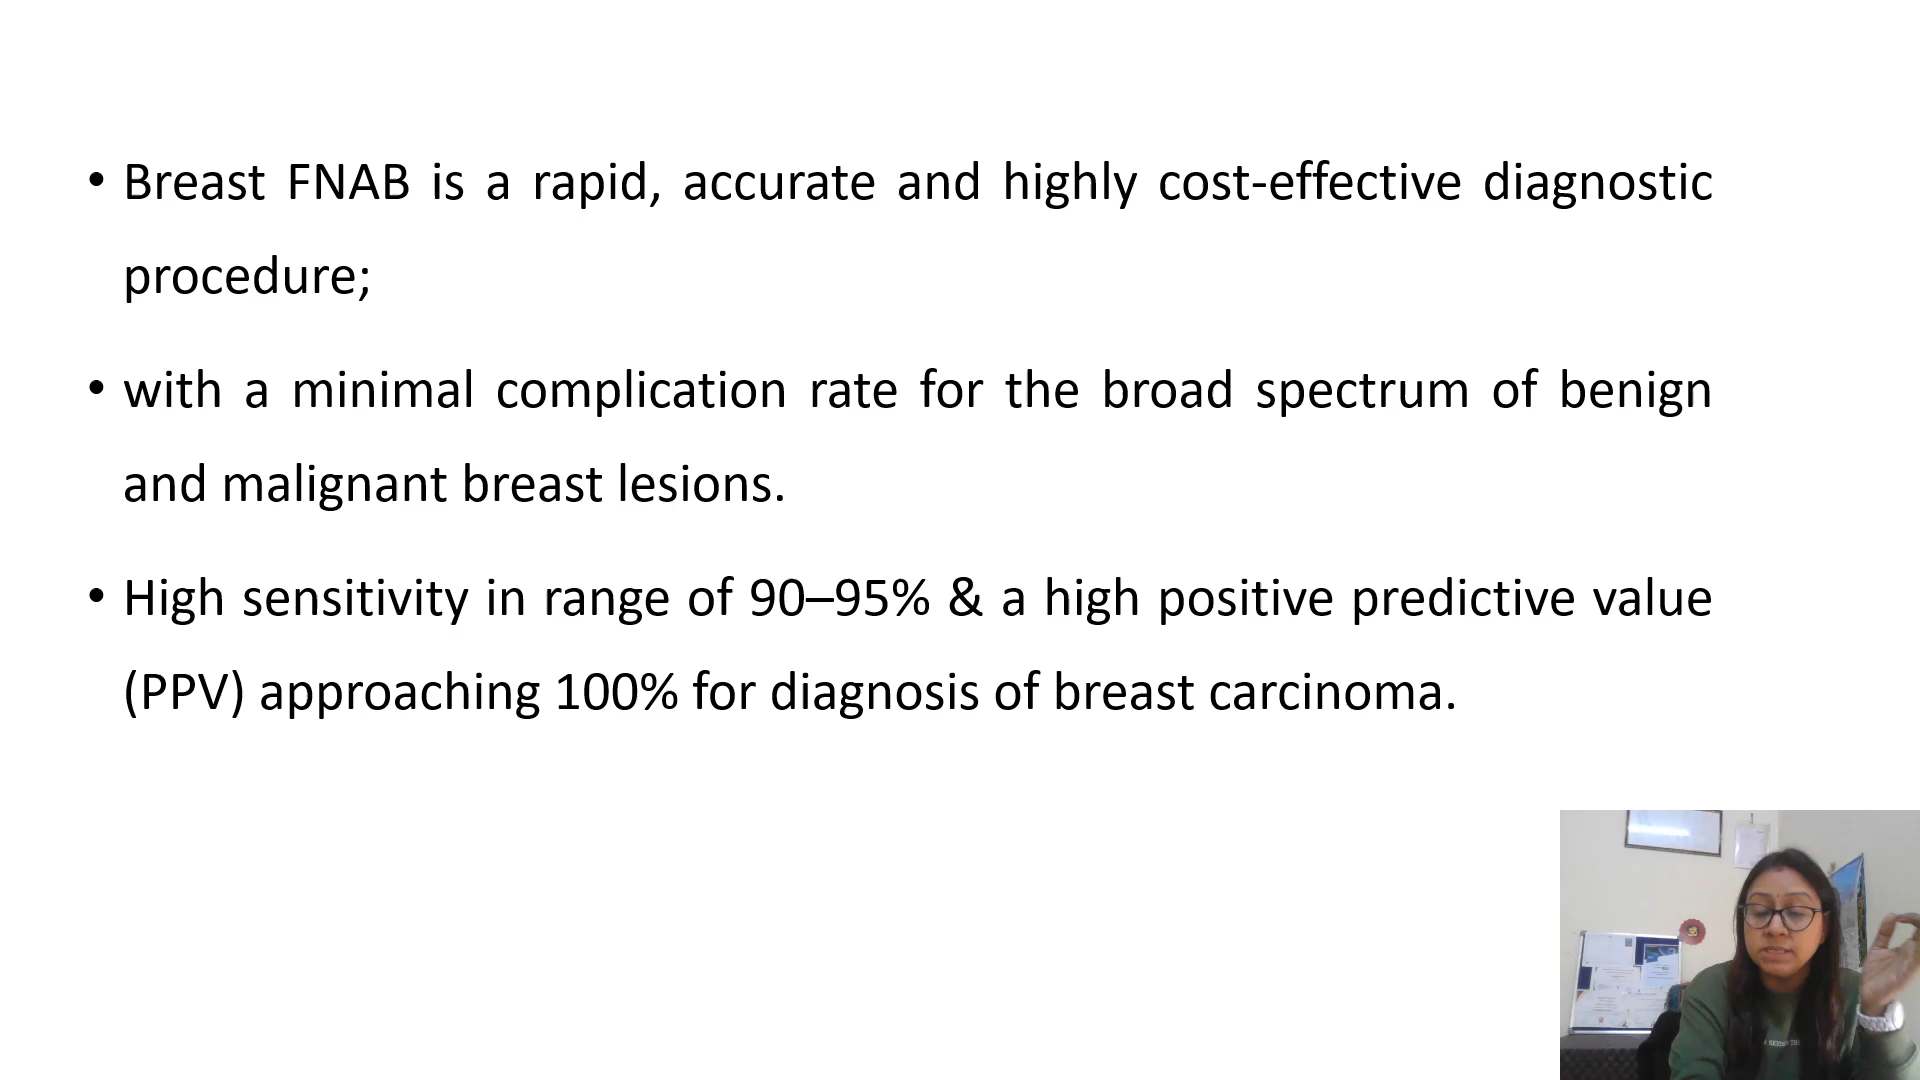 • Breast FNAB is a rapid, accurate and highly cost-effective diagnostic
procedure;
• with a minimal complication rate for the broad spectrum of benign
and malignant breast lesions.
• High sensitivity in range of 90–95% & a high positive predictive value
(PPV) approaching 100% for diagnosis of breast carcinoma.
ॐ